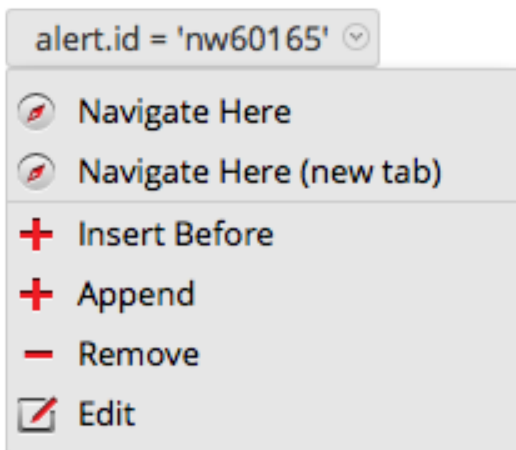 alert.id = 'nw60165'
Navigate Here
Navigate Here (new tab)
Insert Before
Append
Remove
Edit